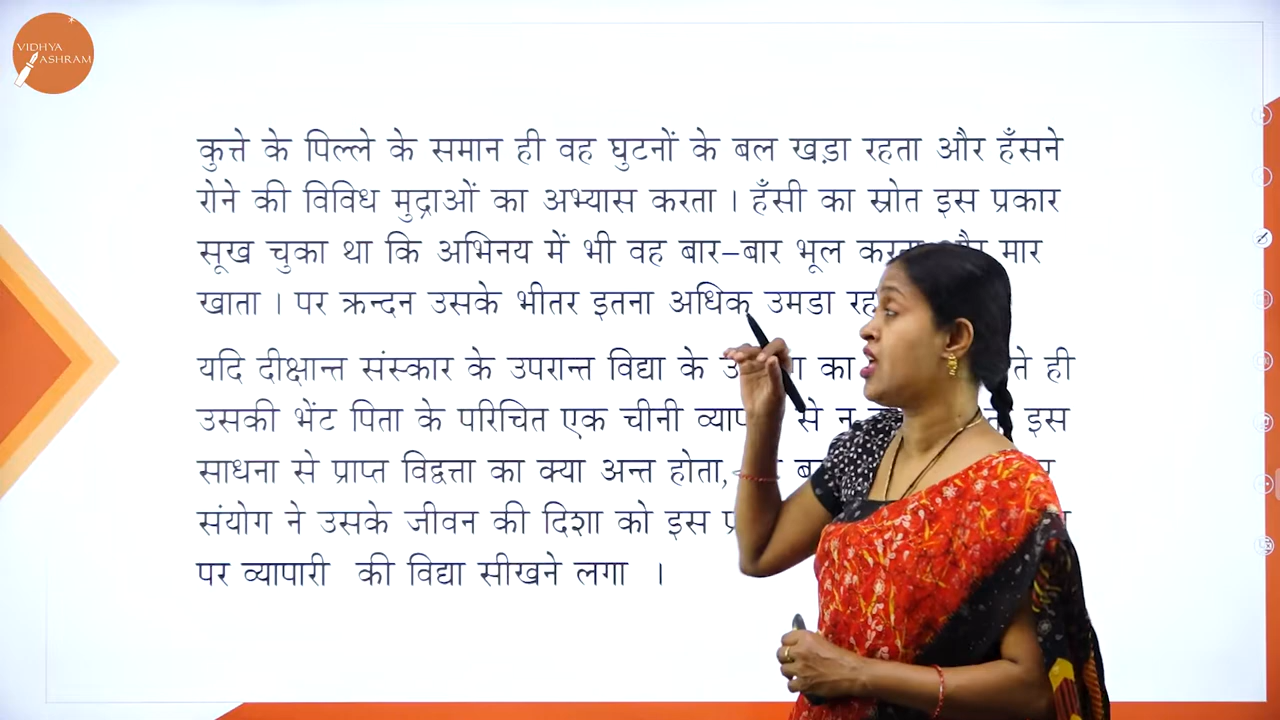 VIDHYA
ASHRAM
कुत्ते के पिल्ले के समान ही वह घुटनों के बल खड़ा रहता और हँसने
रोने की विविध मुद्राओं का अभ्यास करता । हँसी का स्रोत इस प्रकार
सूख चुका था कि अभिनय में भी वह बार–बार भूल और मार
खाता । पर क्रन्दन उसके भीतर इतना अधिक उमडा
यदि दीक्षान्त संस्कार के उपरान्त विद्या के का ही
उसकी भेंट पिता के परिचित एक चीनी से न इस
साधना से प्राप्त विद्वत्ता का क्या अन्त होता,
संयोग ने उसके जीवन की दिशा को इस
पर व्यापारी की विद्या सीखने लगा ।